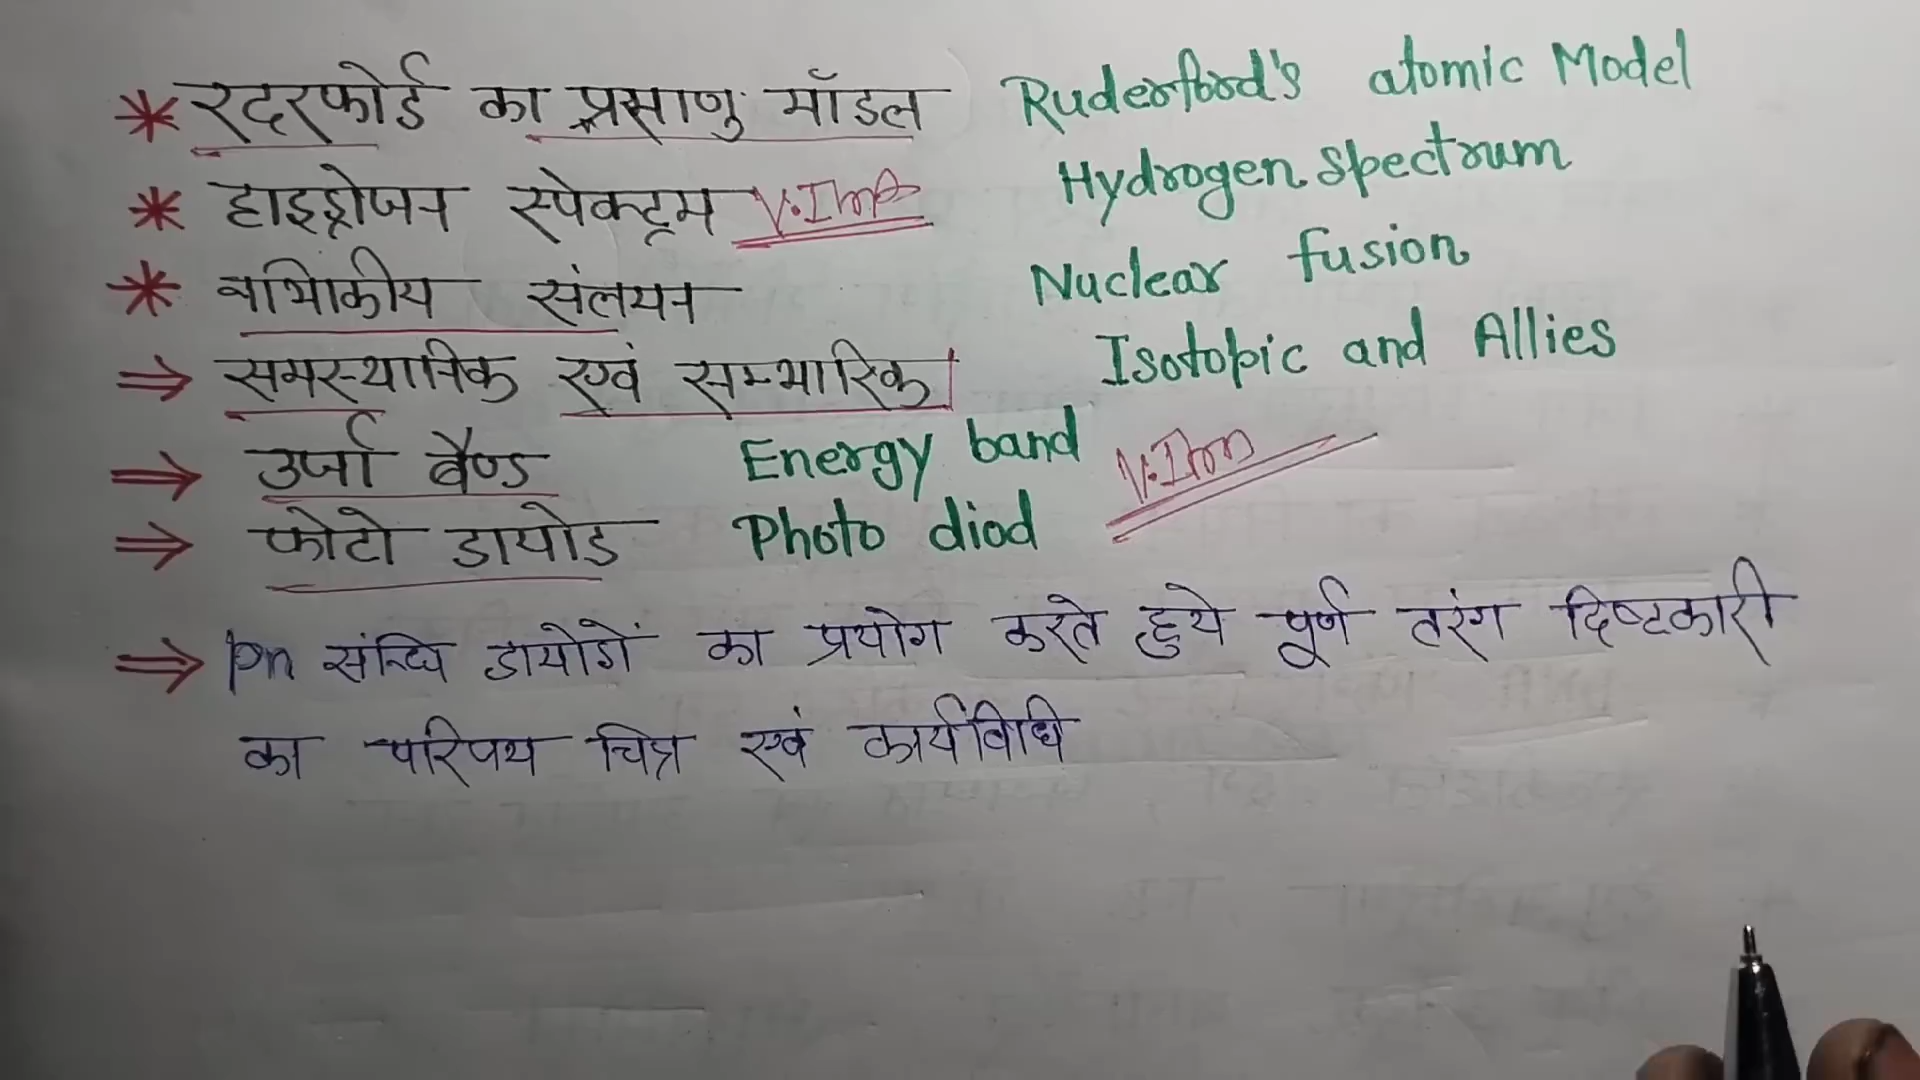 * रदरफोर्ड का प्रमाणु मॉडल Ruderford's atomic Model
* हाइड्रोजन स्पेक्ट्रम V.Imp Hydrogen spectrum
* नाभिकीय संलयन Nuclear fusion
⇒ समस्थानिक एवं समभारिक Isotopic and Allies
⇒ उर्जा बैण्ड Energy band V.Imp
⇒ फोटो डायोड Photo diod
⇒ pn संन्धि डायोगों का प्रयोग करते हुये पूर्ण तरंग दिष्टकारी
का परिपथ चित्र एवं कार्यविधि